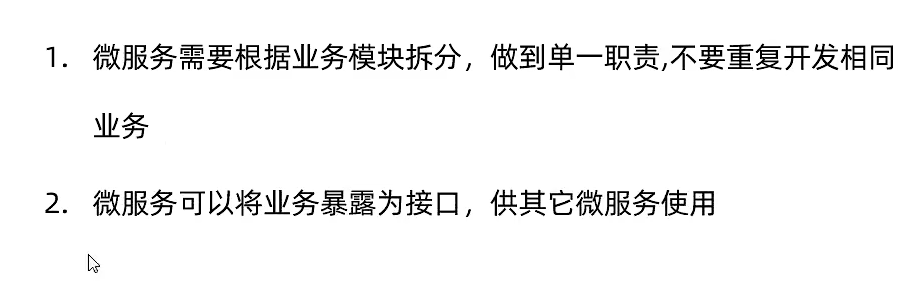 1. 微服务需要根据业务模块拆分，做到单一职责,不要重复开发相同
业务
2. 微服务可以将业务暴露为接口，供其它微服务使用